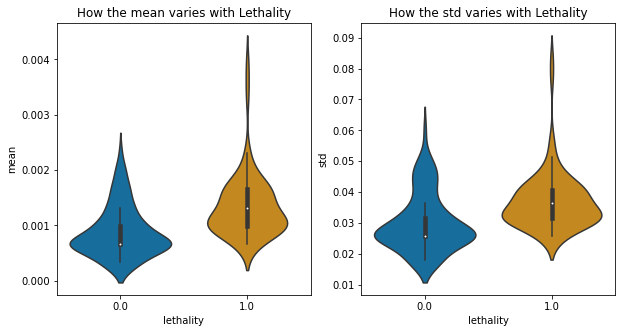 How the mean varies with Lethality
mean
0.004
0.003
0.002
0.001
0.000
0.0 1.0
lethality
How the std varies with Lethality
std
0.09
0.08
0.07
0.06
0.05
0.04
0.03
0.02
0.01
0.0 1.0
lethality